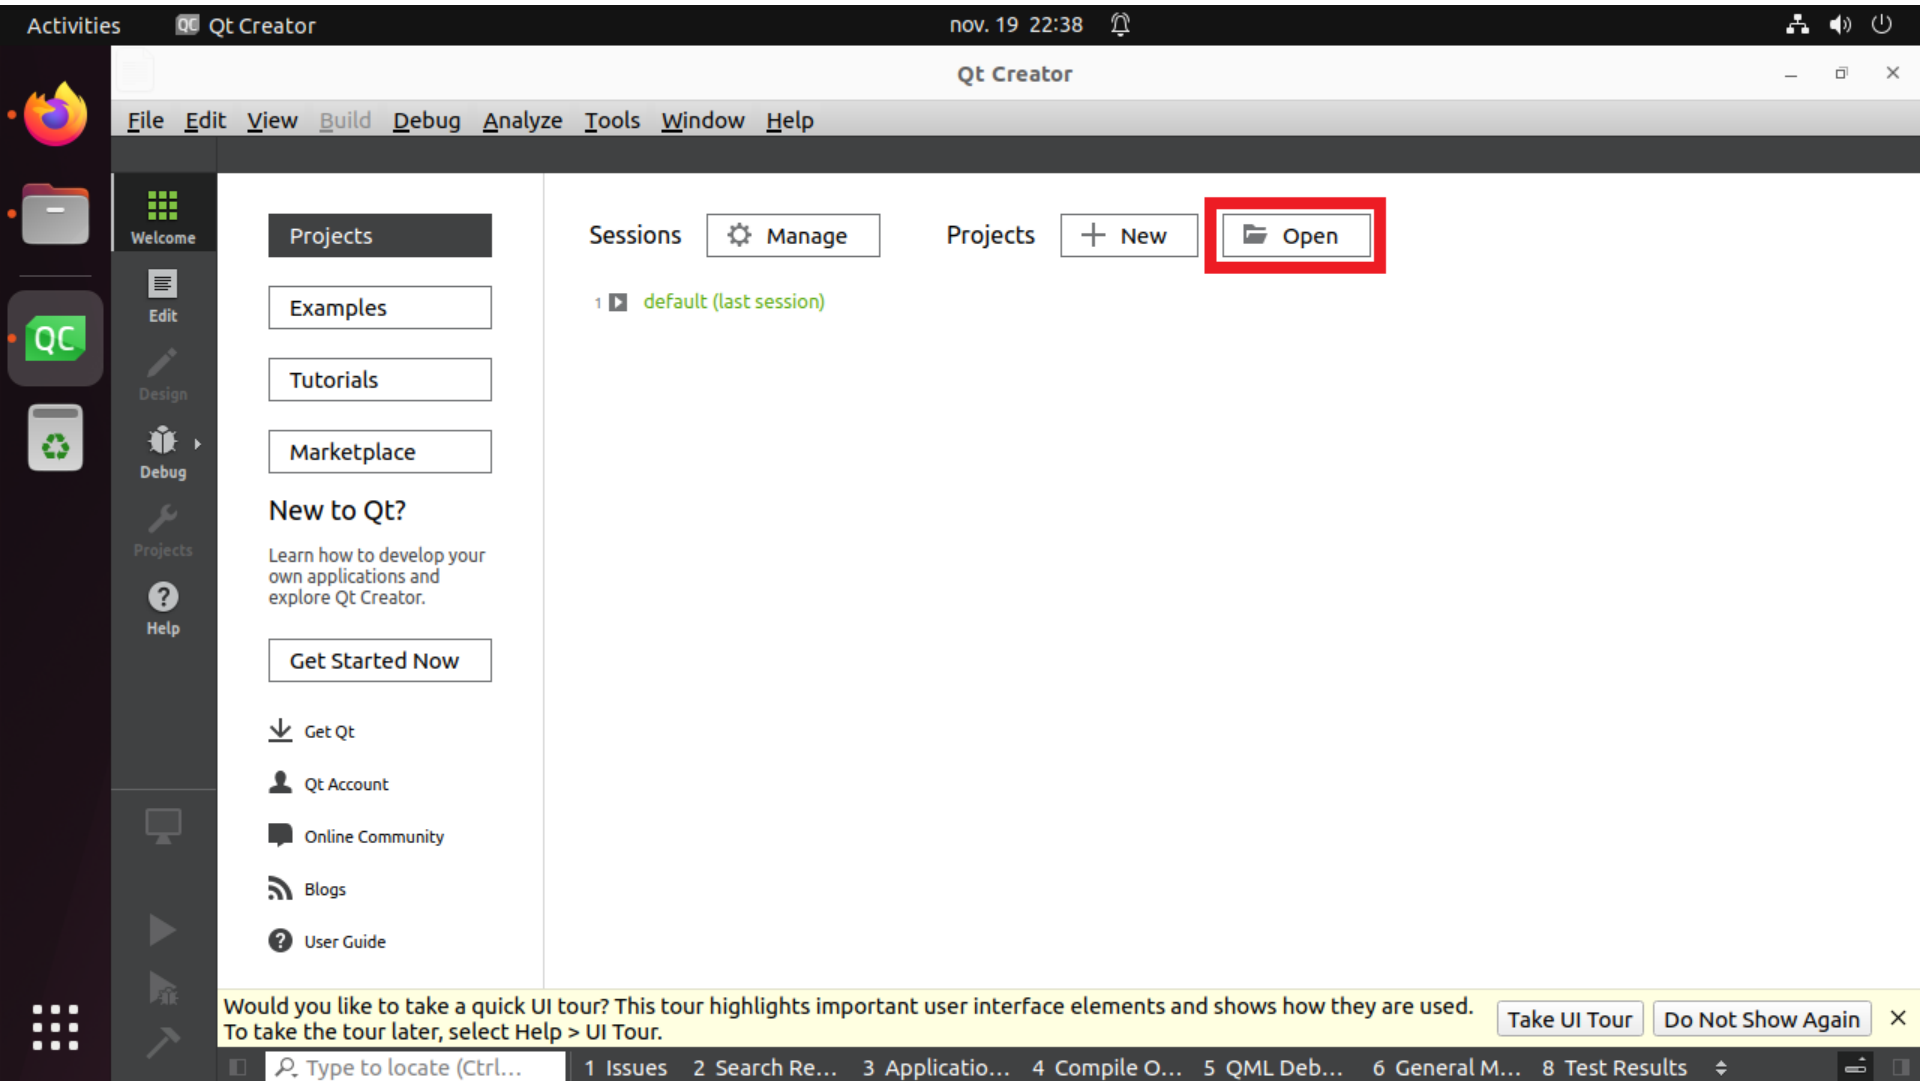 Activities
QC Qt Creator
nov. 19 22:38
Qt Creator
File Edit View Build Debug Analyze Tools Window Help
Welcome
Edit
Design
Debug
Projects
Help
QC
Projects
Examples
Tutorials
Marketplace
New to Qt?
Learn how to develop your
own applications and
explore Qt Creator.
Get Started Now
Get Qt
Qt Account
Online Community
Blogs
User Guide
Sessions Manage Projects New Open
1 default (last session)
Would you like to take a quick UI tour? This tour highlights important user interface elements and shows how they are used.
To take the tour later, select Help > UI Tour.
Take UI Tour Do Not Show Again
Type to locate (Ctrl... 1 Issues 2 Search Re... 3 Applicatio... 4 Compile O... 5 QML Deb... 6 General M... 8 Test Results